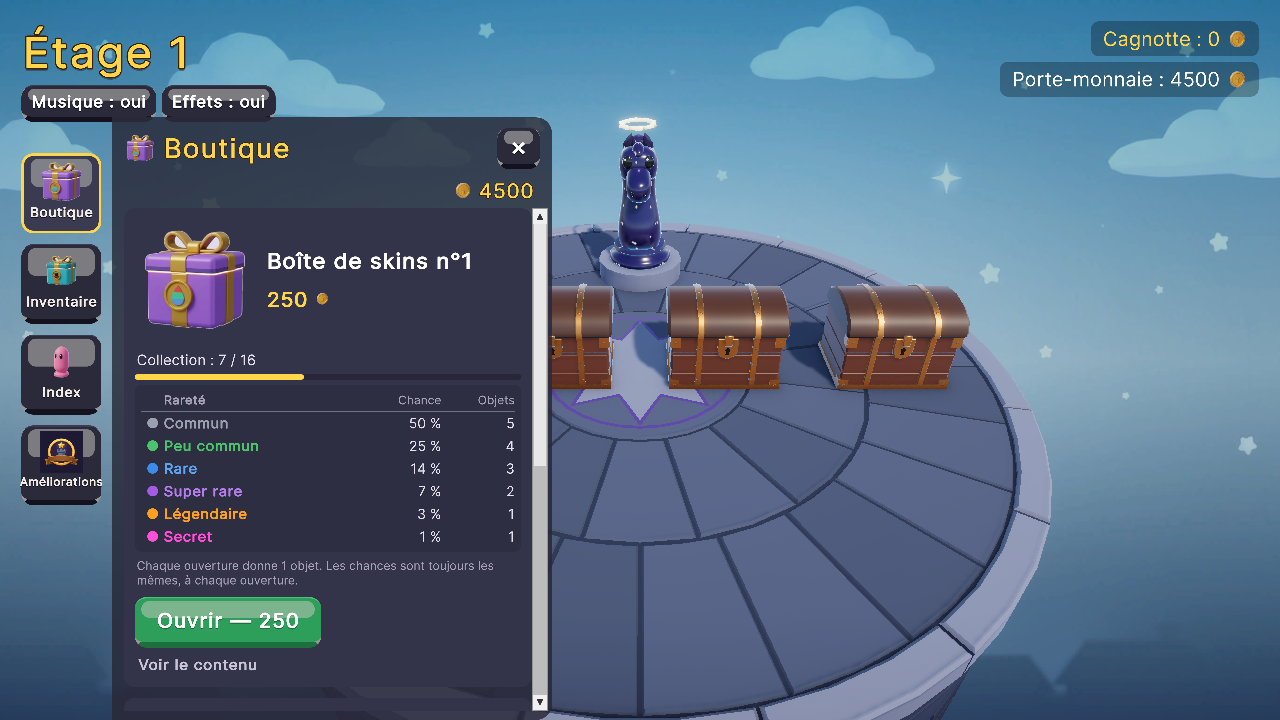 Étage 1
Musique : oui
Effets : oui
Cagnotte : 0
Porte-monnaie : 4500
Boutique
Inventaire
Index
Améliorations
Boutique
×
4500
Boîte de skins n°1
250
Collection : 7 / 16
Rareté Chance Objets
Commun 50 % 5
Peu commun 25 % 4
Rare 14 % 3
Super rare 7 % 2
Légendaire 3 % 1
Secret 1 % 1
Chaque ouverture donne 1 objet. Les chances sont toujours les
mêmes, à chaque ouverture.
Ouvrir — 250
Voir le contenu